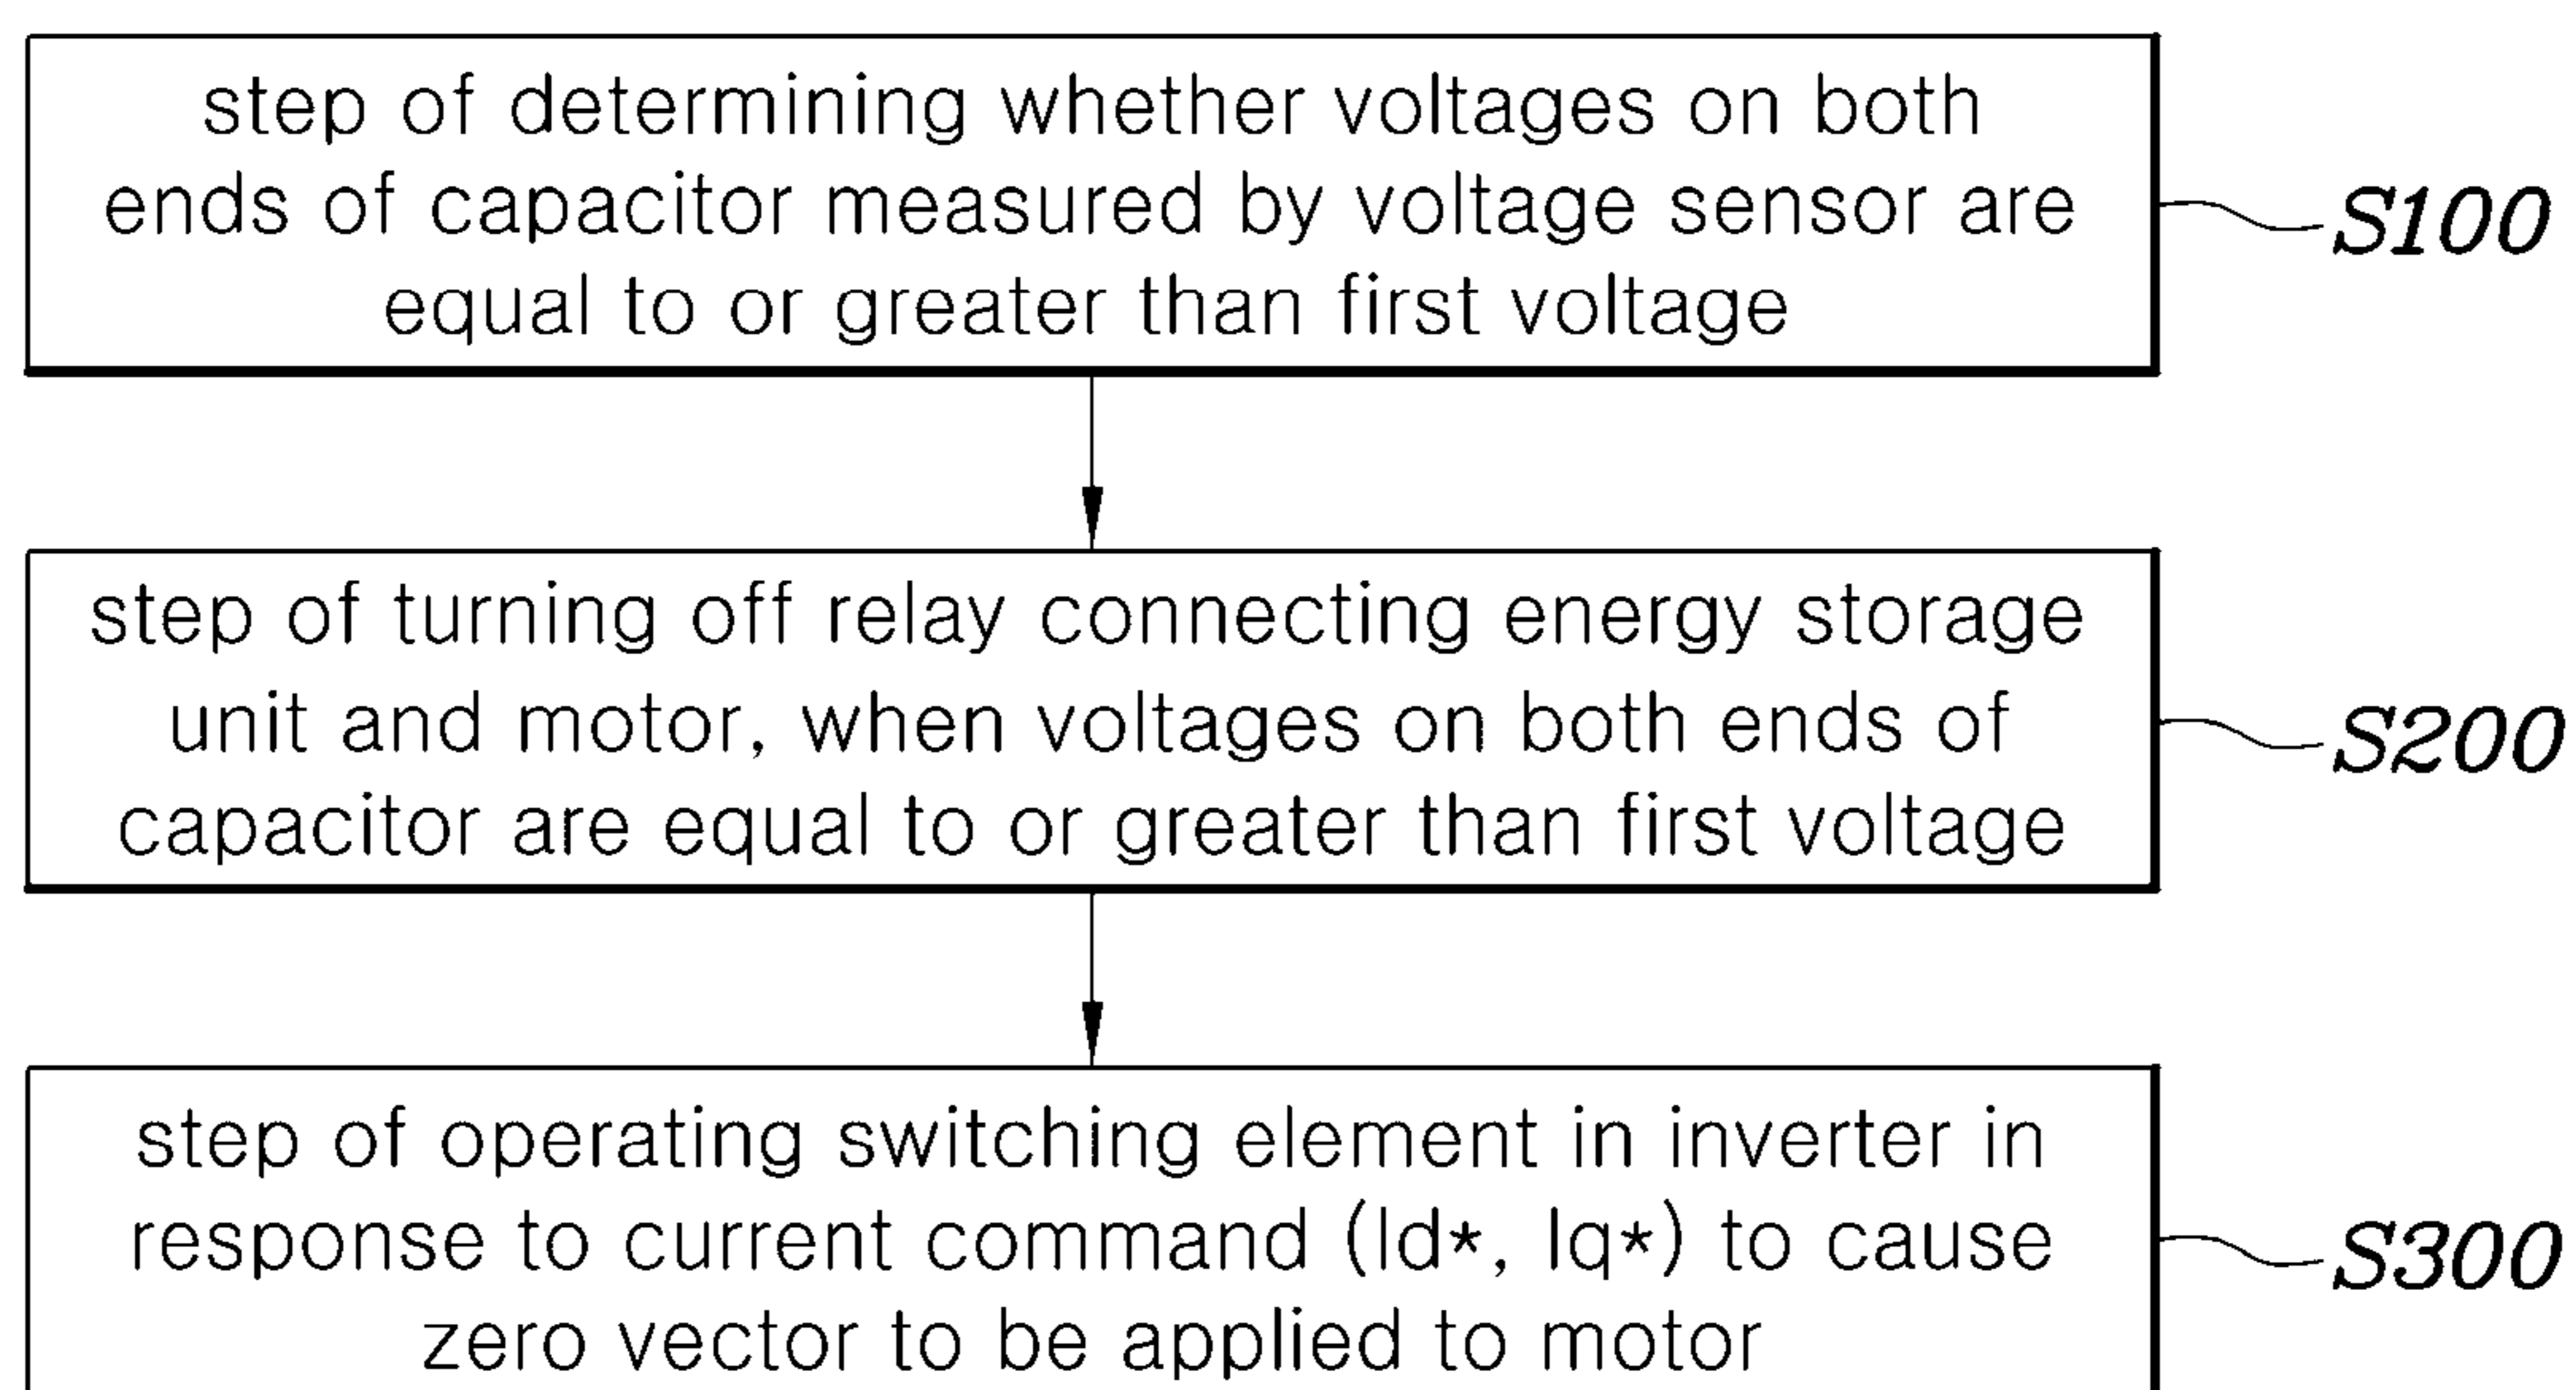 step of determining whether voltages on both
ends of capacitor measured by voltage sensor are
equal to or greater than first voltage
S100
step of turning off relay connecting energy storage
unit and motor, when voltages on both ends of
capacitor are equal to or greater than first voltage
S200
step of operating switching element in inverter in
response to current command (Id*, Iq*) to cause
zero vector to be applied to motor
S300